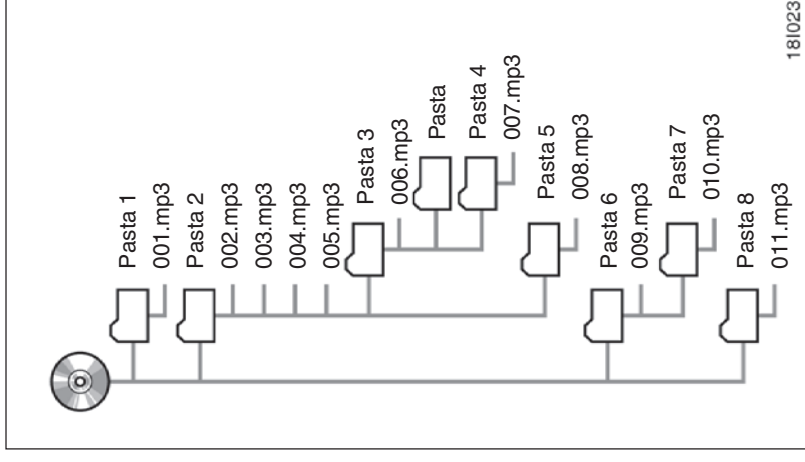 Pasta 1
001.mp3
Pasta 2
002.mp3
003.mp3
004.mp3
005.mp3
Pasta 3
006.mp3
Pasta
Pasta 4
007.mp3
Pasta 5
008.mp3
Pasta 6
009.mp3
Pasta 7
010.mp3
Pasta 8
011.mp3
18I023